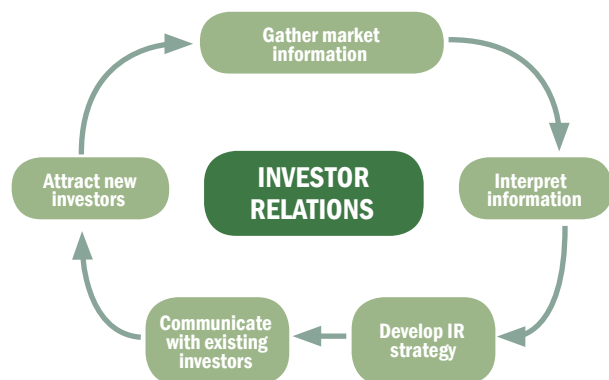 Gather market
information
Attract new
investors
INVESTOR
RELATIONS
Interpret
information
Communicate
with existing
investors
Develop IR
strategy